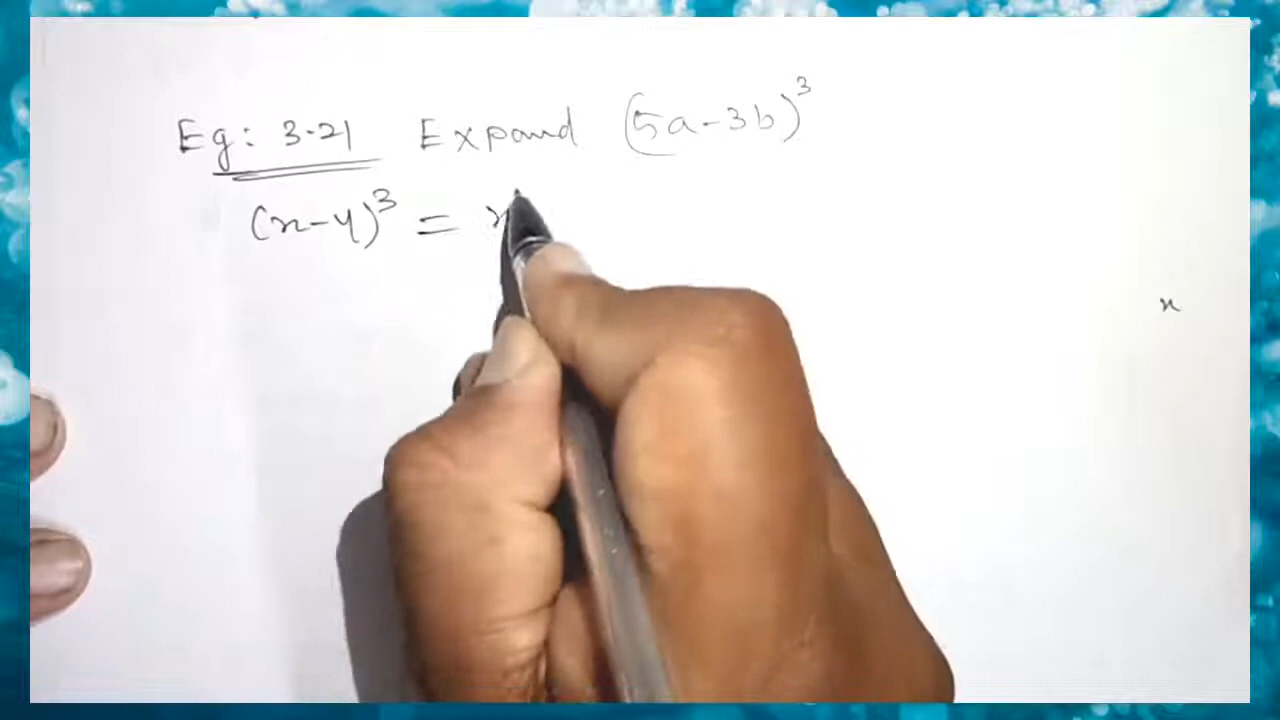 Eg: 3.21 Expand (5a-3b)³
(x-y)³ = x
x